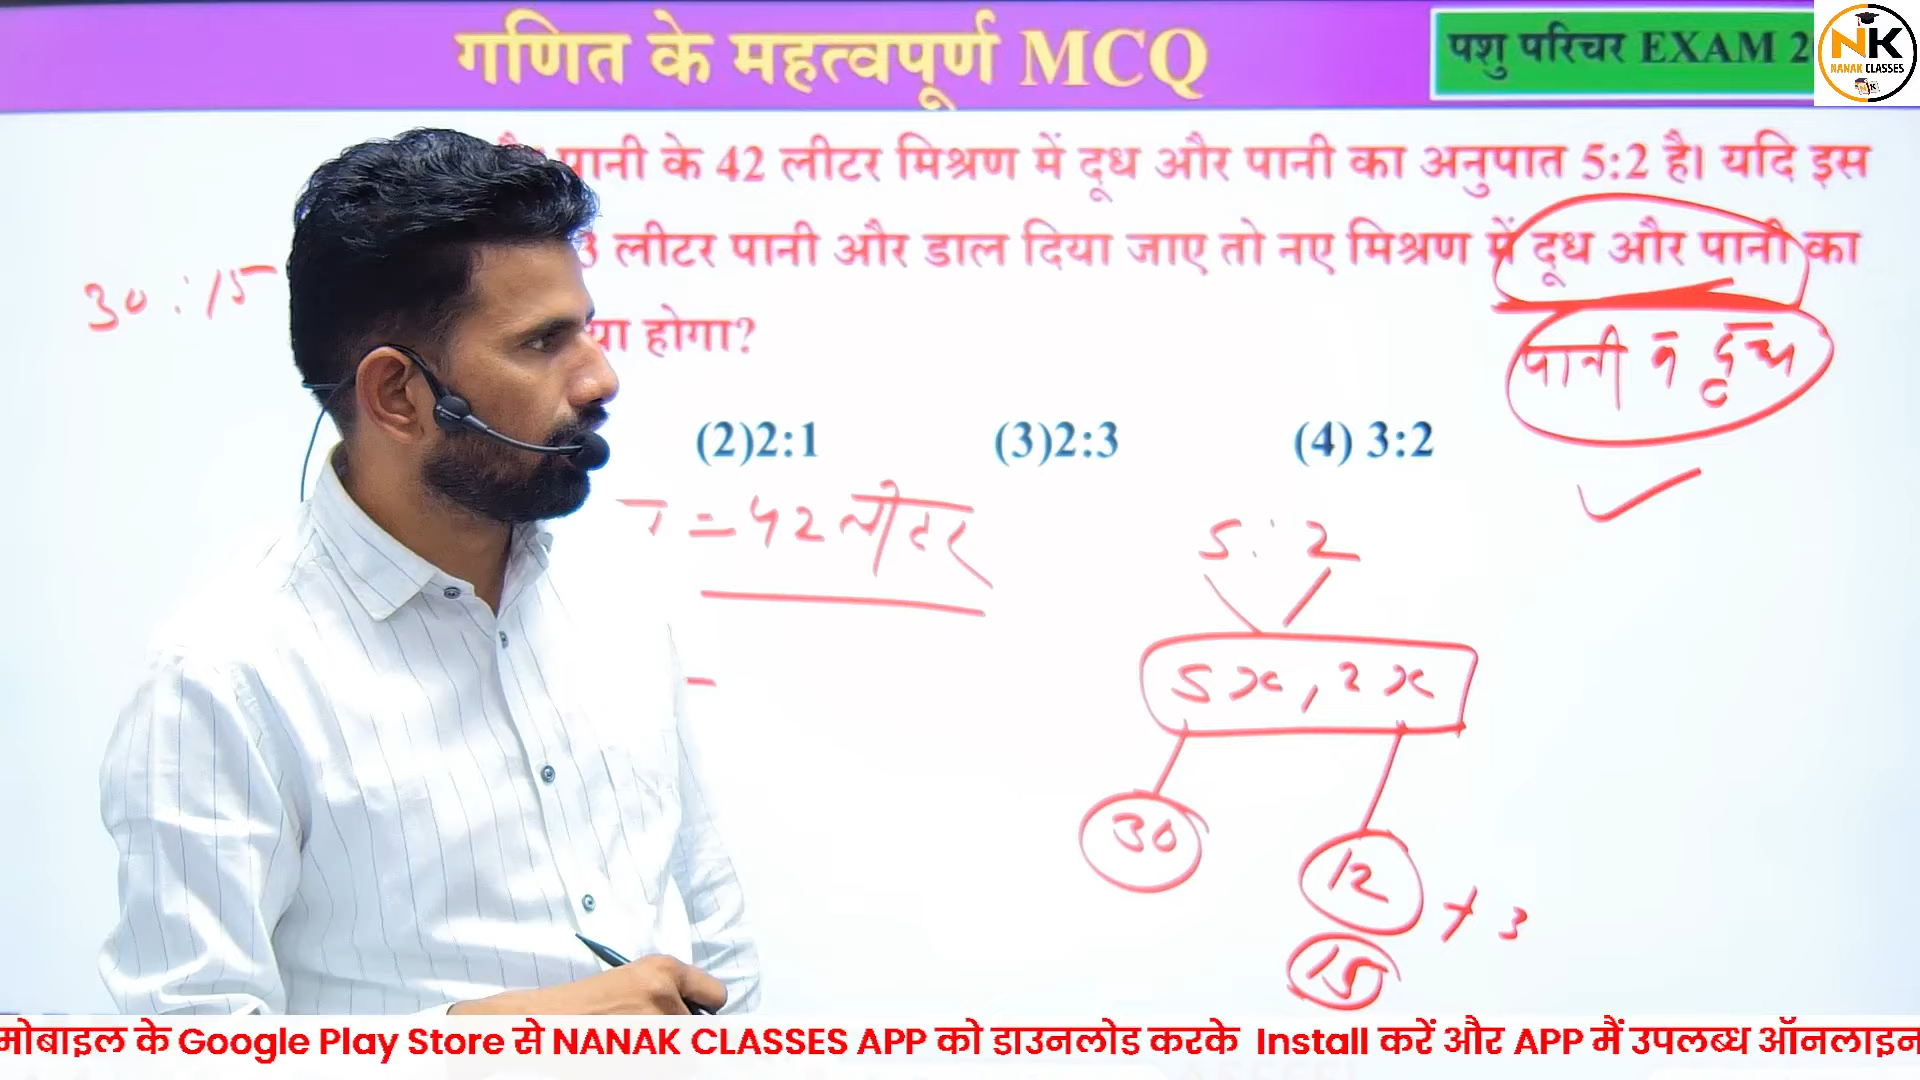 गणित के महत्वपूर्ण MCQ
पशु परिचर EXAM 2
NK
NANAK CLASSES
पानी के 42 लीटर मिश्रण में दूध और पानी का अनुपात 5:2 है। यदि इस
3 लीटर पानी और डाल दिया जाए तो नए मिश्रण में दूध और पानी का
30 : 15
होगा?
पानी व दूध
(2)2:1 (3)2:3 (4) 3:2
7 = 42 लीटर
5 : 2
5x, 2x
30
12 + 3
15
मोबाइल के Google Play Store से NANAK CLASSES APP को डाउनलोड करके Install करें और APP मैं उपलब्ध ऑनलाइन